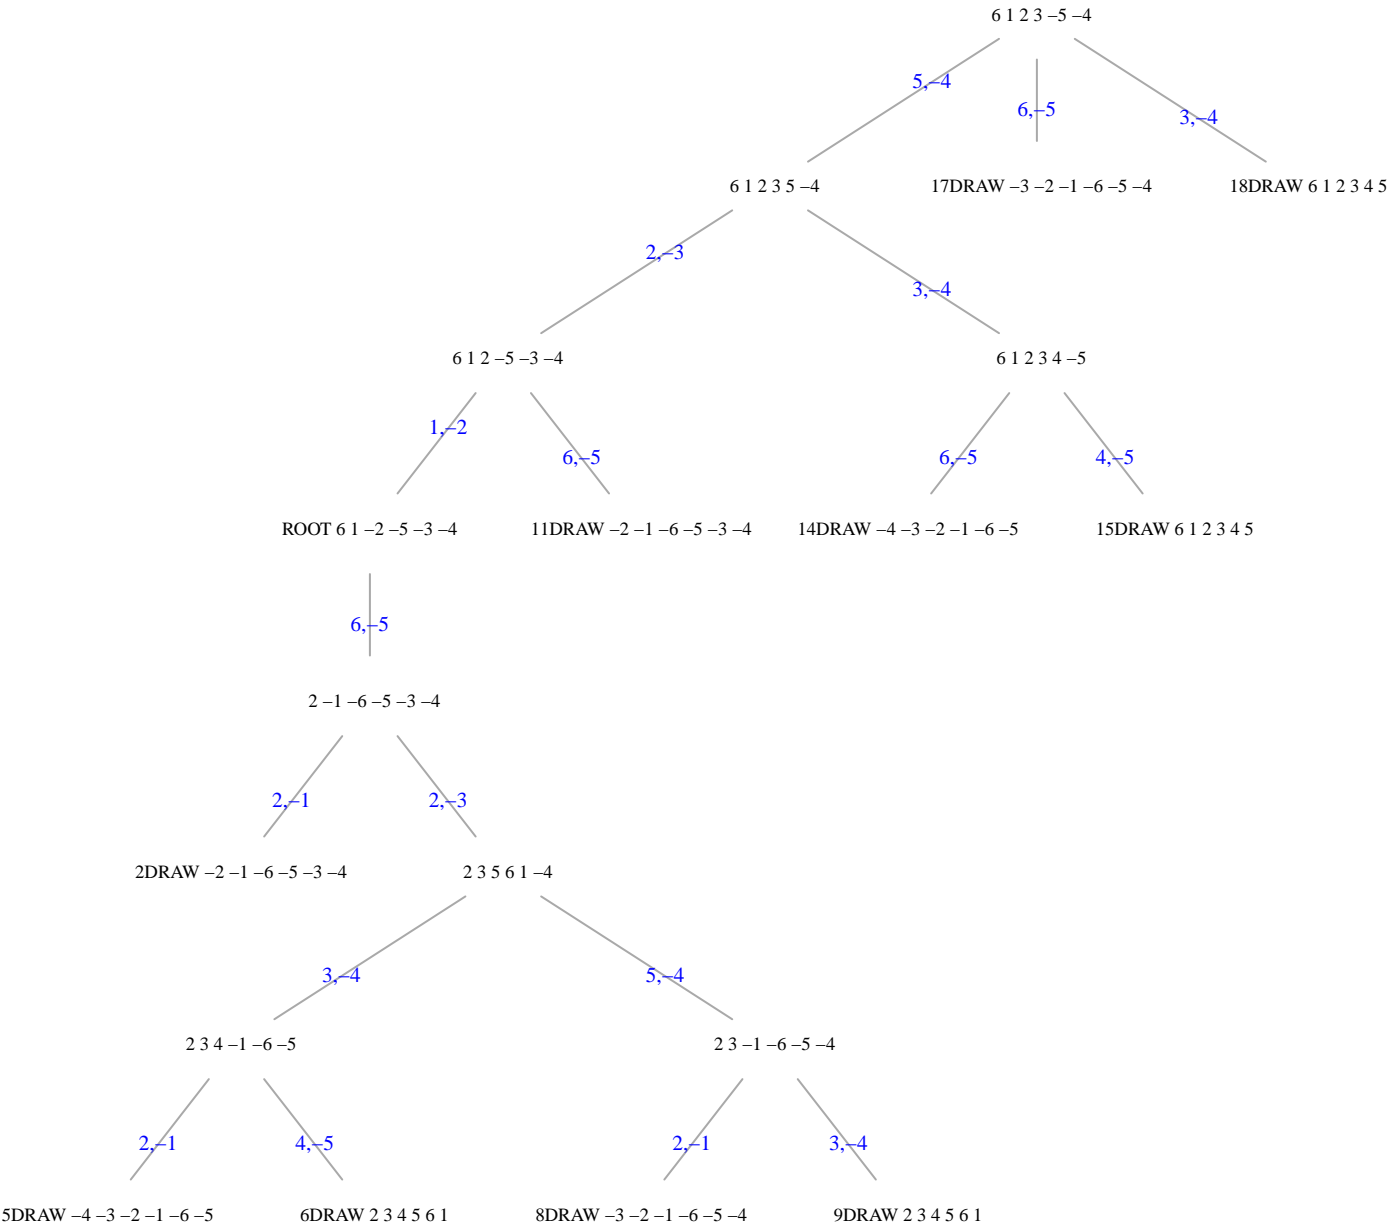 6 1 2 3 –5 –4
5,–4
6,–5
3,–4
6 1 2 3 5 –4
17DRAW –3 –2 –1 –6 –5 –4
18DRAW 6 1 2 3 4 5
2,–3
3,–4
6 1 2 –5 –3 –4
6 1 2 3 4 –5
1,–2
6,–5
6,–5
4,–5
ROOT 6 1 –2 –5 –3 –4
11DRAW –2 –1 –6 –5 –3 –4
14DRAW –4 –3 –2 –1 –6 –5
15DRAW 6 1 2 3 4 5
6,–5
2 –1 –6 –5 –3 –4
2,–1
2,–3
2DRAW –2 –1 –6 –5 –3 –4
2 3 5 6 1 –4
3,–4
5,–4
2 3 4 –1 –6 –5
2 3 –1 –6 –5 –4
2,–1
4,–5
2,–1
3,–4
5DRAW –4 –3 –2 –1 –6 –5
6DRAW 2 3 4 5 6 1
8DRAW –3 –2 –1 –6 –5 –4
9DRAW 2 3 4 5 6 1